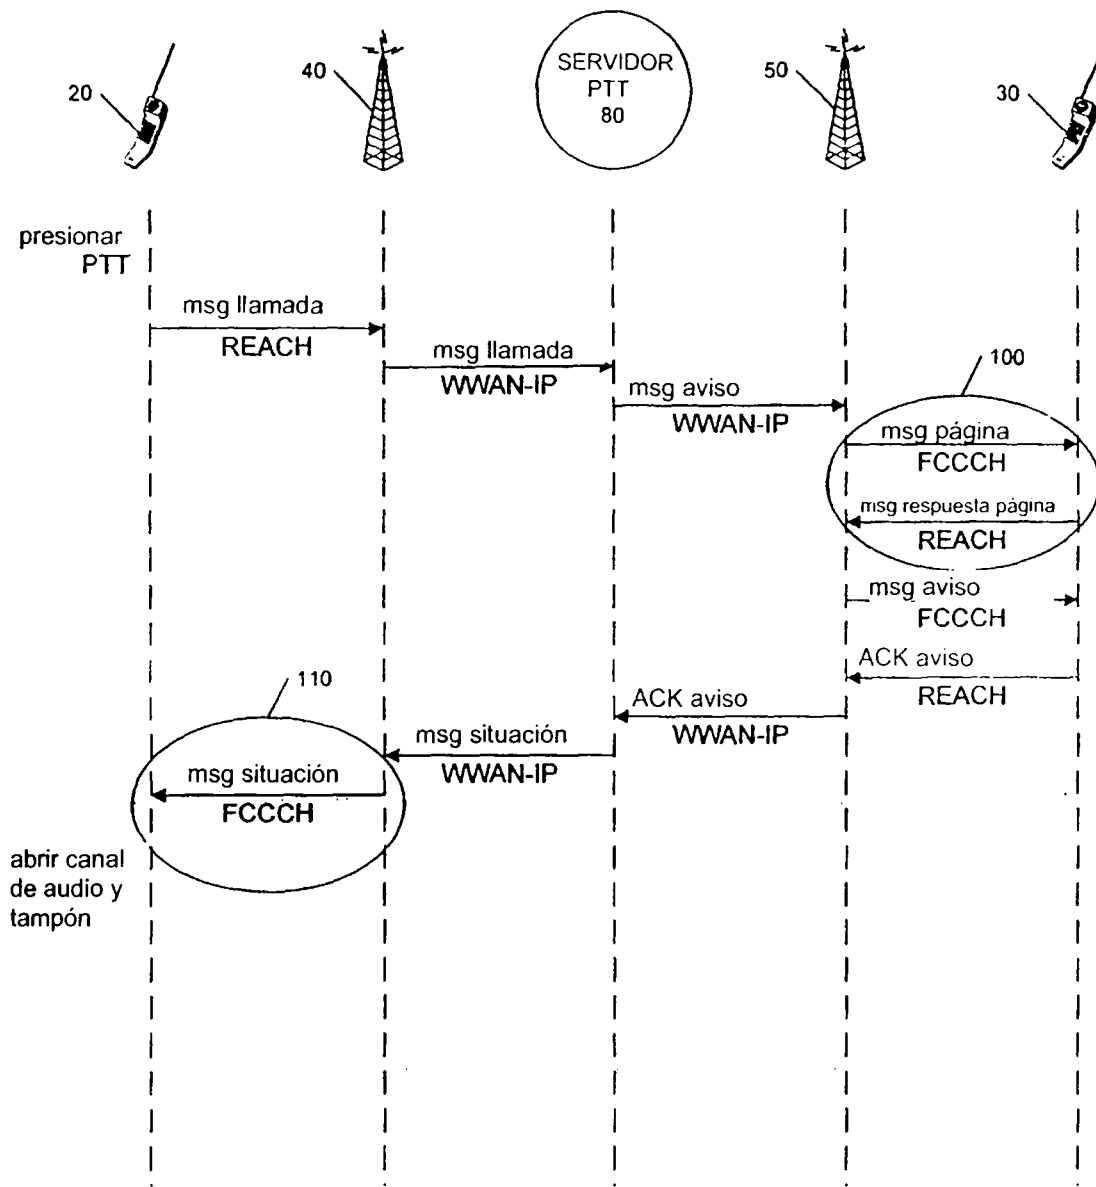 20
40
SERVIDOR
PTT
80
50
30
presionar
PTT
msg llamada
REACH
msg llamada
WWAN-IP
msg aviso
WWAN-IP
100
msg página
FCCCH
msg respuesta página
REACH
msg aviso
FCCCH
ACK aviso
REACH
ACK aviso
WWAN-IP
110
msg situación
WWAN-IP
msg situación
FCCCH
abrir canal
de audio y
tampón